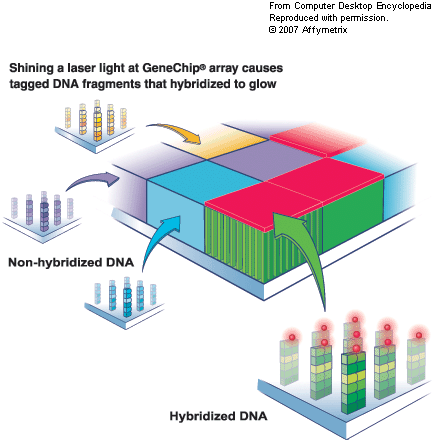 From Computer Desktop Encyclopedia
Reproduced with permission.
© 2007 Affymetrix
Shining a laser light at GeneChip® array causes
tagged DNA fragments that hybridized to glow
Non-hybridized DNA
Hybridized DNA